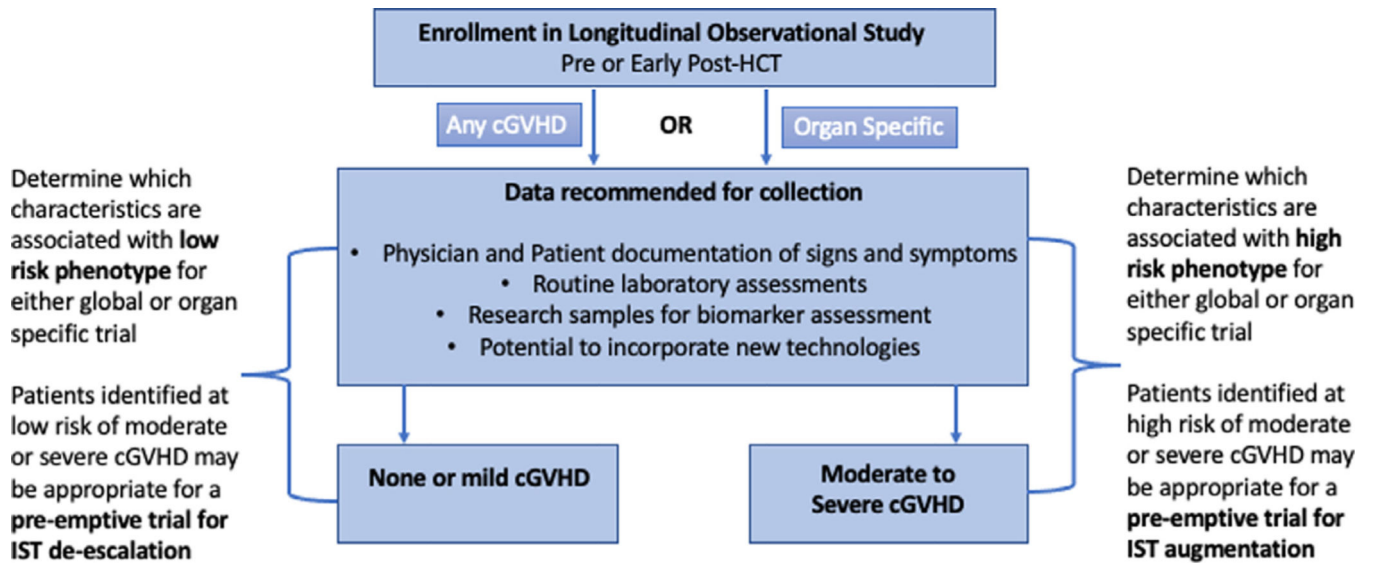 Enrollment in Longitudinal Observational Study
Pre or Early Post-HCT
Any cGVHD
OR
Organ Specific
Determine which
characteristics are
associated with low
risk phenotype for
either global or organ
specific trial
Patients identified at
low risk of moderate
or severe cGVHD may
be appropriate for a
pre-emptive trial for
IST de-escalation
Data recommended for collection
• Physician and Patient documentation of signs and symptoms
• Routine laboratory assessments
• Research samples for biomarker assessment
• Potential to incorporate new technologies
None or mild cGVHD
Moderate to
Severe cGVHD
Determine which
characteristics are
associated with high
risk phenotype for
either global or organ
specific trial
Patients identified at
high risk of moderate
or severe cGVHD may
be appropriate for a
pre-emptive trial for
IST augmentation